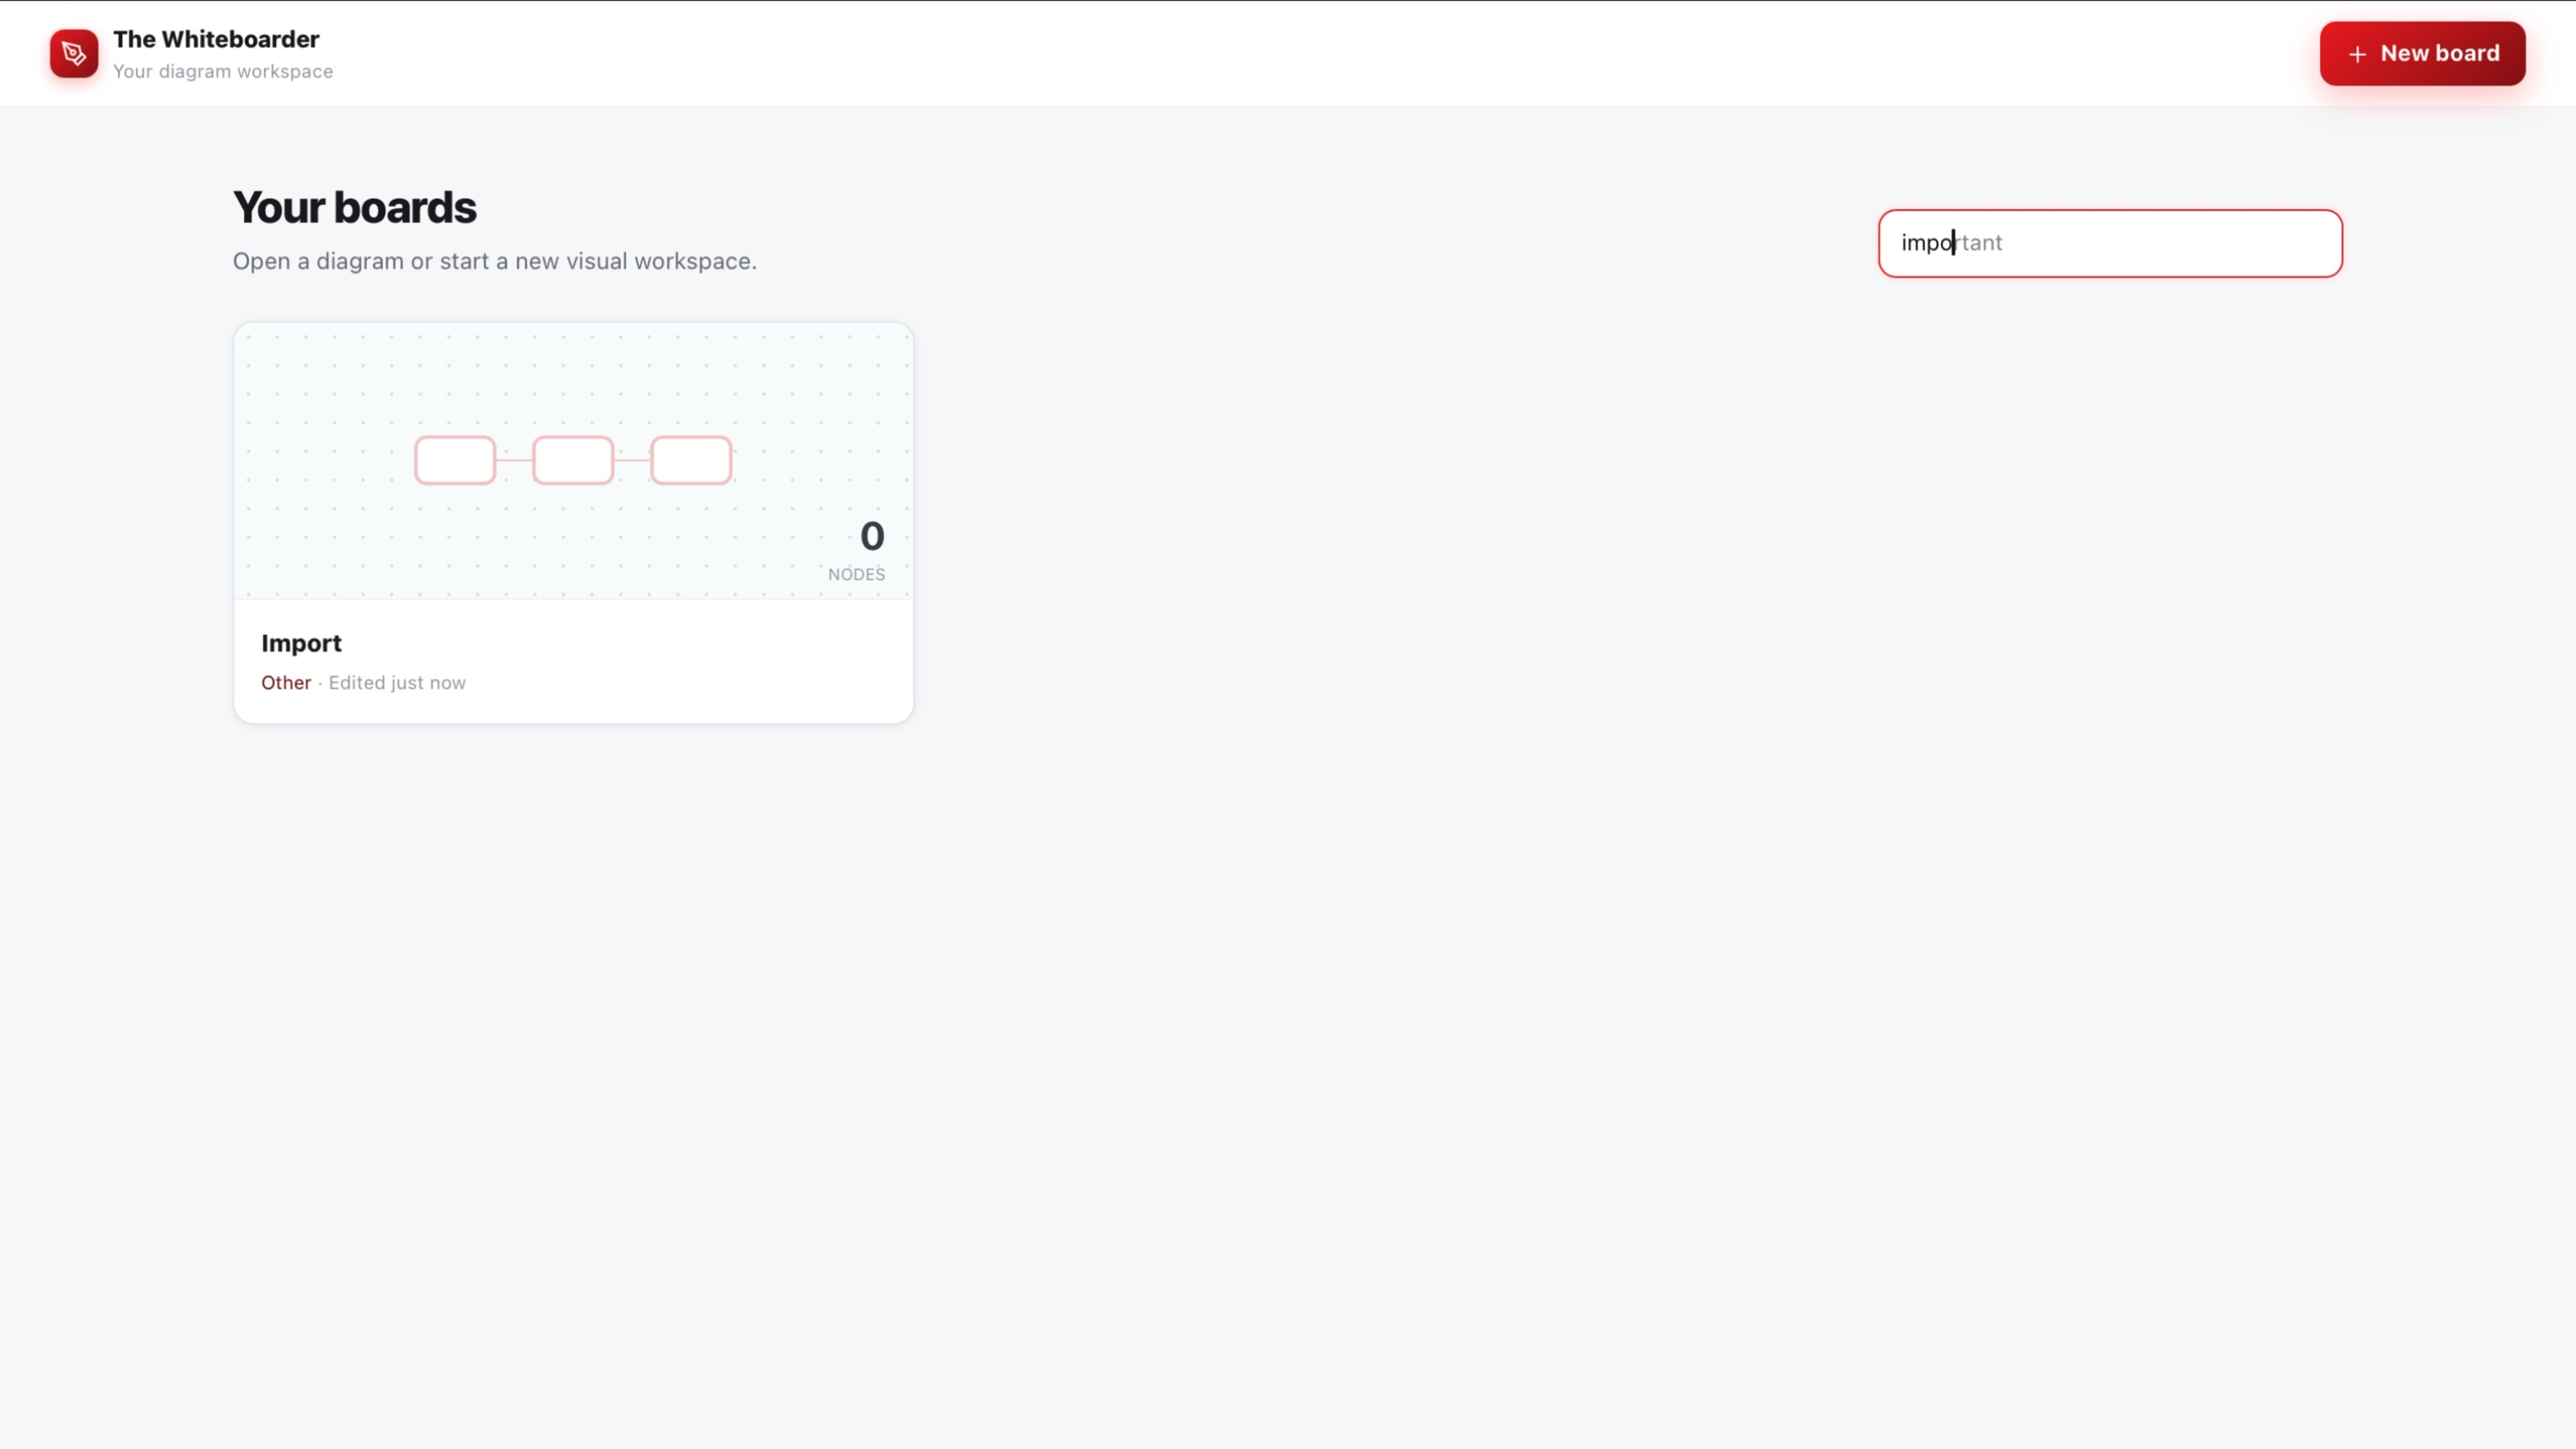 The Whiteboarder
Your diagram workspace
New board
Your boards
Open a diagram or start a new visual workspace.
important
0
NODES
Import
Other · Edited just now